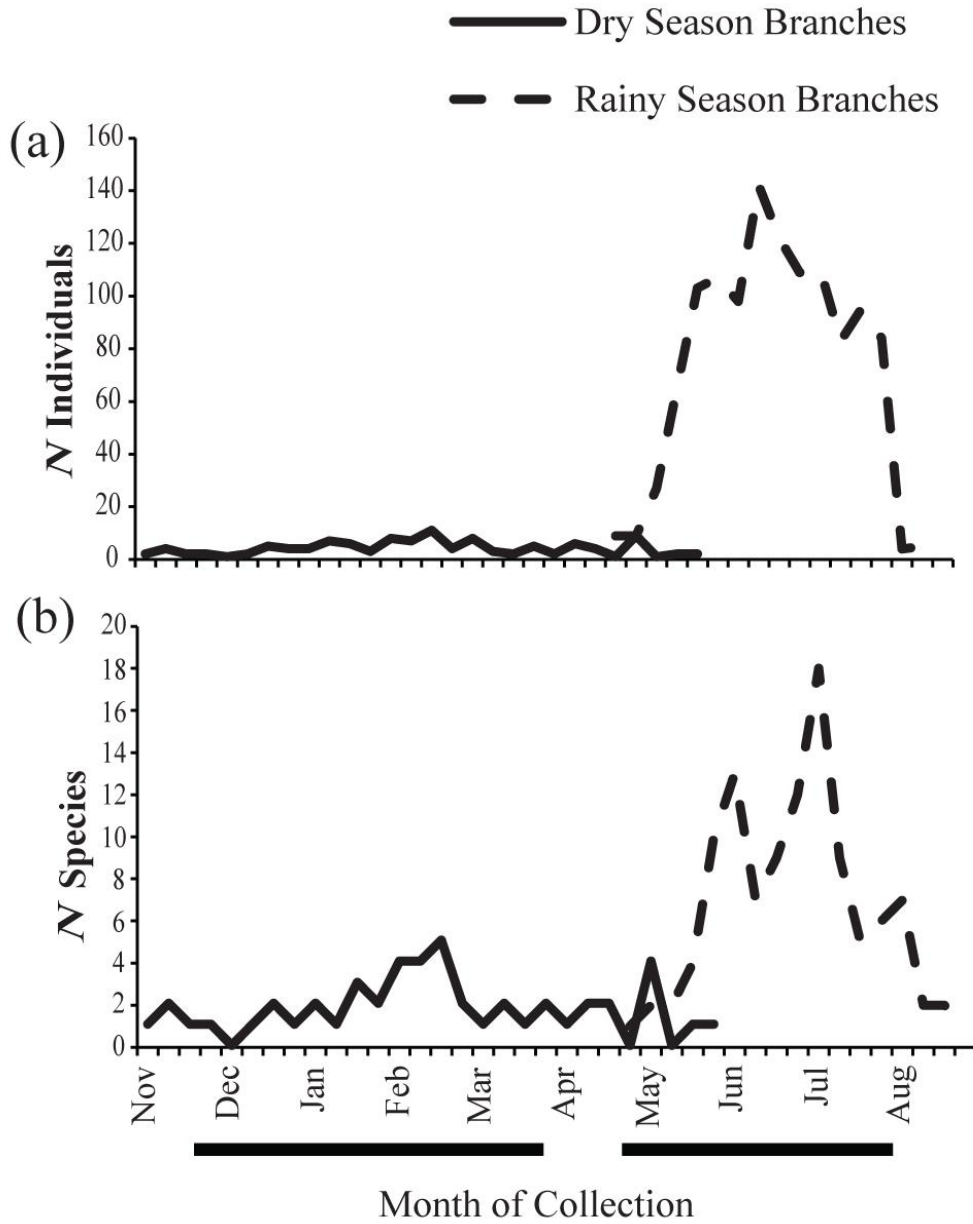 Dry Season Branches
Rainy Season Branches
(a)
160
140
120
100
80
60
40
20
0
N Individuals
(b)
20
18
16
14
12
10
8
6
4
2
0
N Species
Nov
Dec
Jan
Feb
Mar
Apr
May
Jun
Jul
Aug
Month of Collection